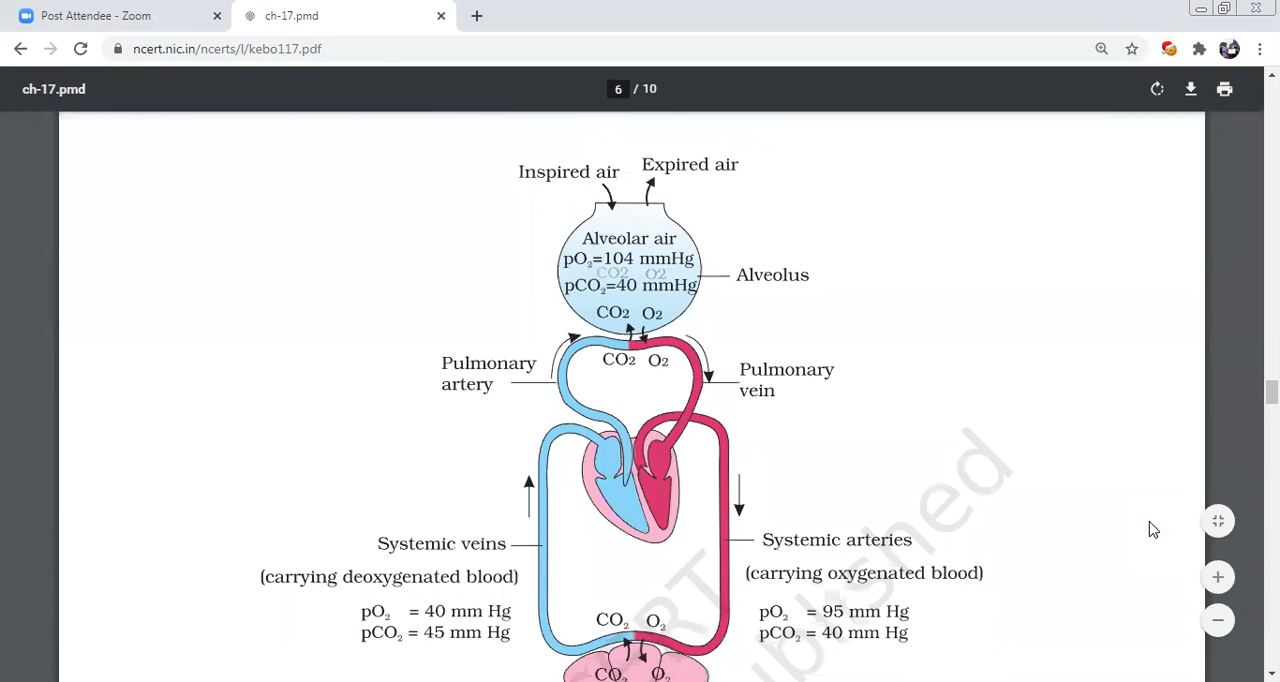 Post Attendee - Zoom
ch-17.pmd
ncert.nic.in/ncerts/l/kebo117.pdf
ch-17.pmd
6 / 10
Inspired air
Expired air
Alveolar air
pO2=104 mmHg
CO2 O2
pCO2=40 mmHg
Alveolus
CO2 O2
CO2 O2
Pulmonary
artery
Pulmonary
vein
Systemic veins
(carrying deoxygenated blood)
pO2 = 40 mm Hg
pCO2 = 45 mm Hg
Systemic arteries
(carrying oxygenated blood)
pO2 = 95 mm Hg
pCO2 = 40 mm Hg
CO2 O2
CO2 O2